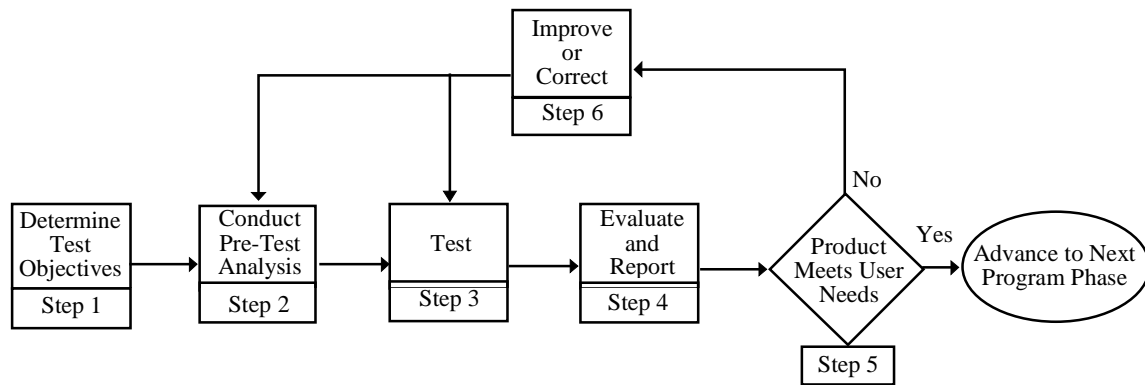 Improve
or
Correct
Step 6
No
Determine
Test
Objectives
Step 1
Conduct
Pre-Test
Analysis
Step 2
Test
Step 3
Evaluate
and
Report
Step 4
Product
Meets User
Needs
Step 5
Yes
Advance to Next
Program Phase